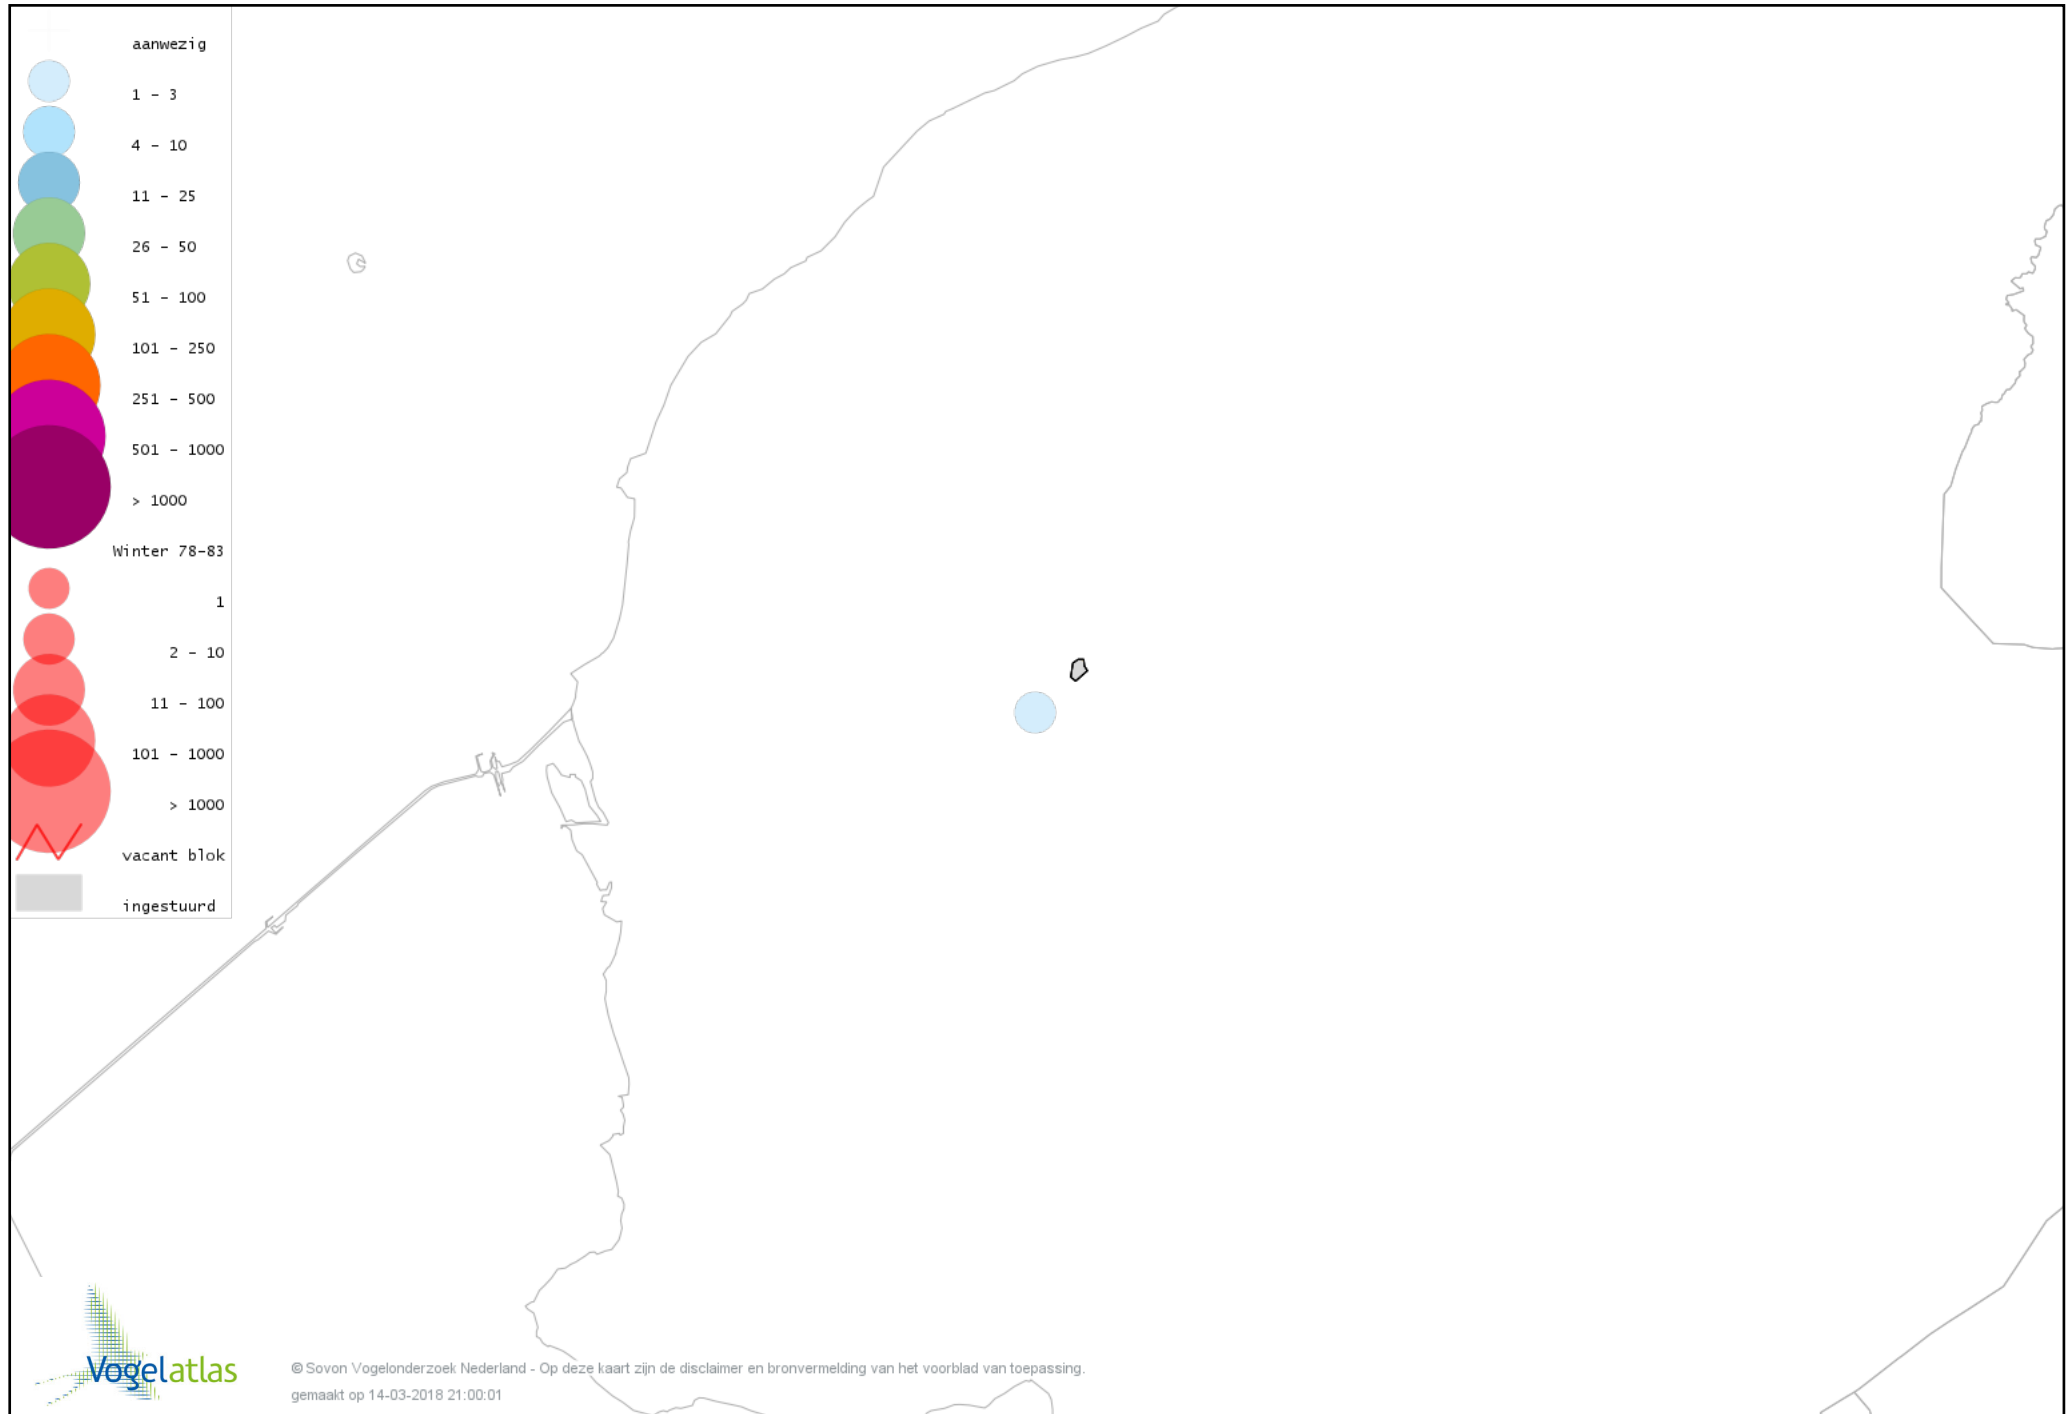 aanwezig
1 - 3
4 - 10
11 - 25
26 - 50
51 - 100
101 - 250
251 - 500
501 - 1000
> 1000
Winter 78-83
1
2 - 10
11 - 100
101 - 1000
> 1000
vacant blok
ingestuurd
Vogelatlas
© Sovon Vogelonderzoek Nederland - Op deze kaart zijn de disclaimer en bronvermelding van het voorblad van toepassing.
gemaakt op 14-03-2018 21:00:01